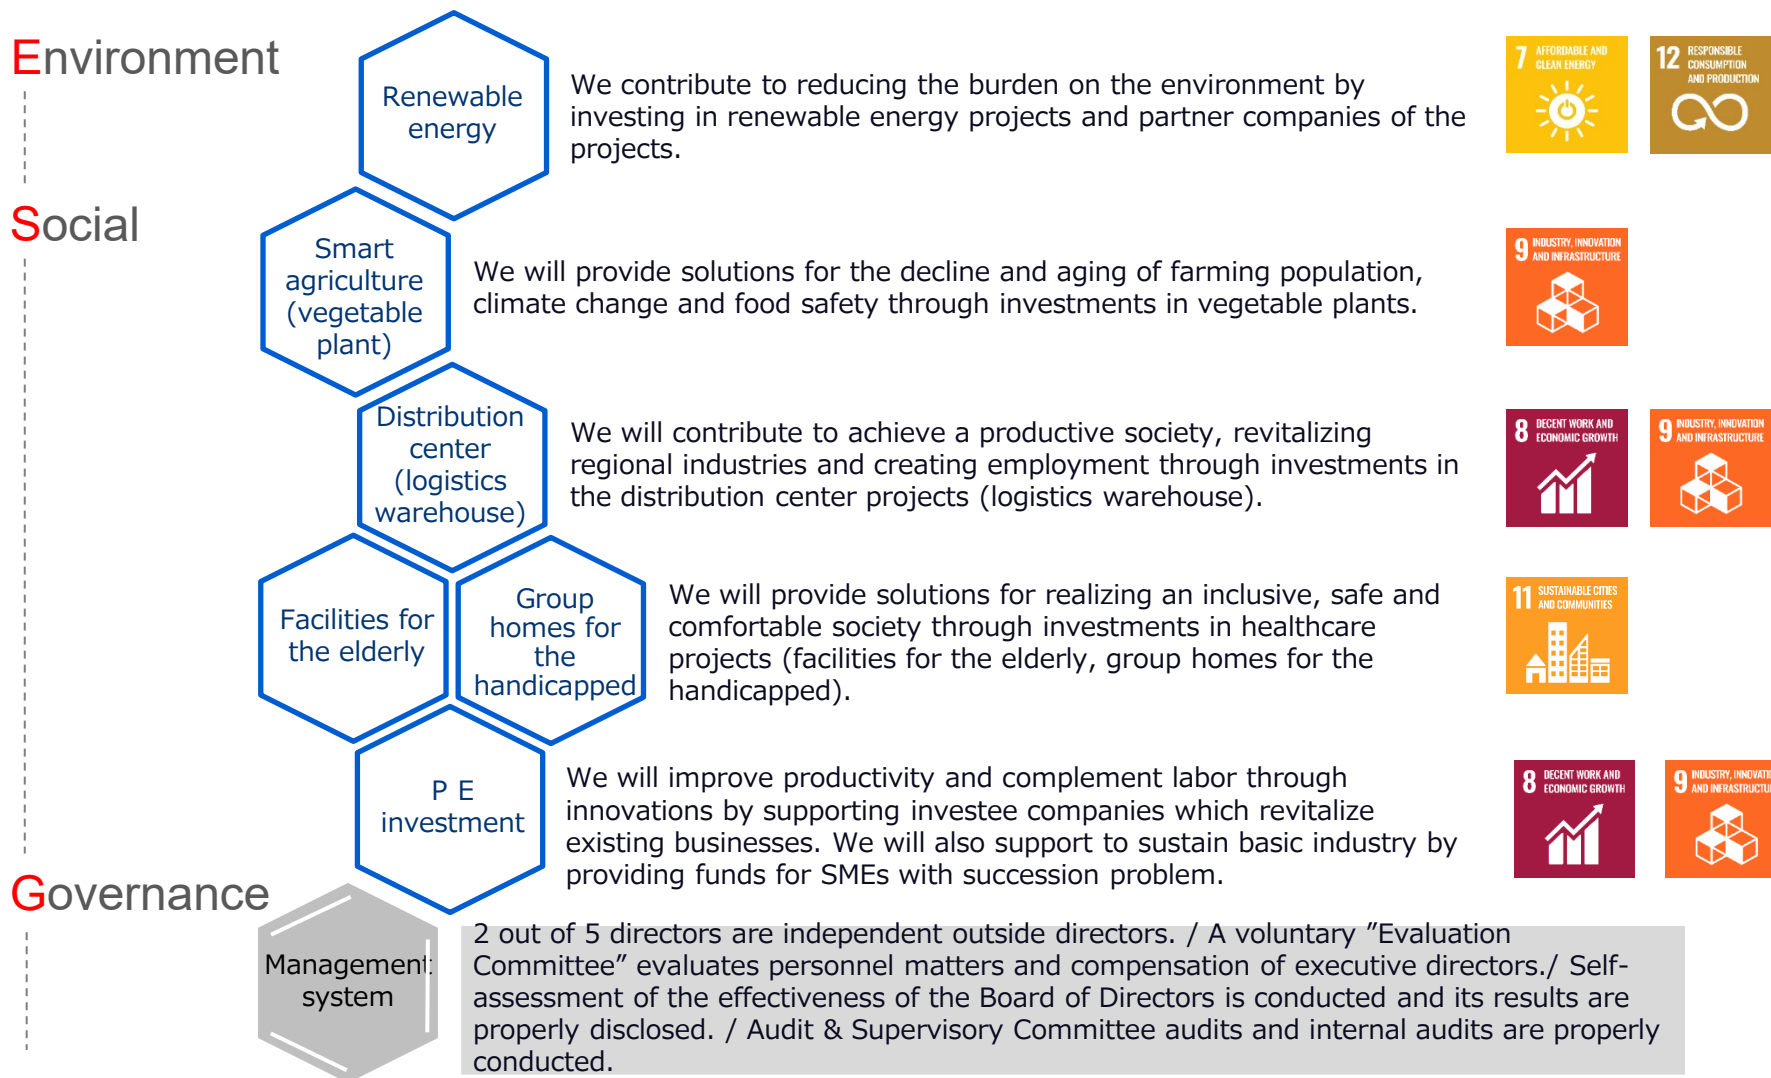 Environment
Renewable
energy
We contribute to reducing the burden on the environment by
investing in renewable energy projects and partner companies of the
projects.
7 AFFORDABLE AND
CLEAN ENERGY
12 RESPONSIBLE
CONSUMPTION
AND PRODUCTION
Social
Smart
agriculture
(vegetable
plant)
We will provide solutions for the decline and aging of farming population,
climate change and food safety through investments in vegetable plants.
9 INDUSTRY, INNOVATION
AND INFRASTRUCTURE
Distribution
center
(logistics
warehouse)
We will contribute to achieve a productive society, revitalizing
regional industries and creating employment through investments in
the distribution center projects (logistics warehouse).
8 DECENT WORK AND
ECONOMIC GROWTH
9 INDUSTRY, INNOVATION
AND INFRASTRUCTURE
Facilities for
the elderly
Group
homes for
the
handicapped
We will provide solutions for realizing an inclusive, safe and
comfortable society through investments in healthcare
projects (facilities for the elderly, group homes for the
handicapped).
11 SUSTAINABLE CITIES
AND COMMUNITIES
P E
investment
We will improve productivity and complement labor through
innovations by supporting investee companies which revitalize
existing businesses. We will also support to sustain basic industry by
providing funds for SMEs with succession problem.
8 DECENT WORK AND
ECONOMIC GROWTH
9 INDUSTRY, INNOVATI
AND INFRASTRUCTU
Governance
Management
system
2 out of 5 directors are independent outside directors. / A voluntary ”Evaluation
Committee” evaluates personnel matters and compensation of executive directors./ Self-
assessment of the effectiveness of the Board of Directors is conducted and its results are
properly disclosed. / Audit & Supervisory Committee audits and internal audits are properly
conducted.